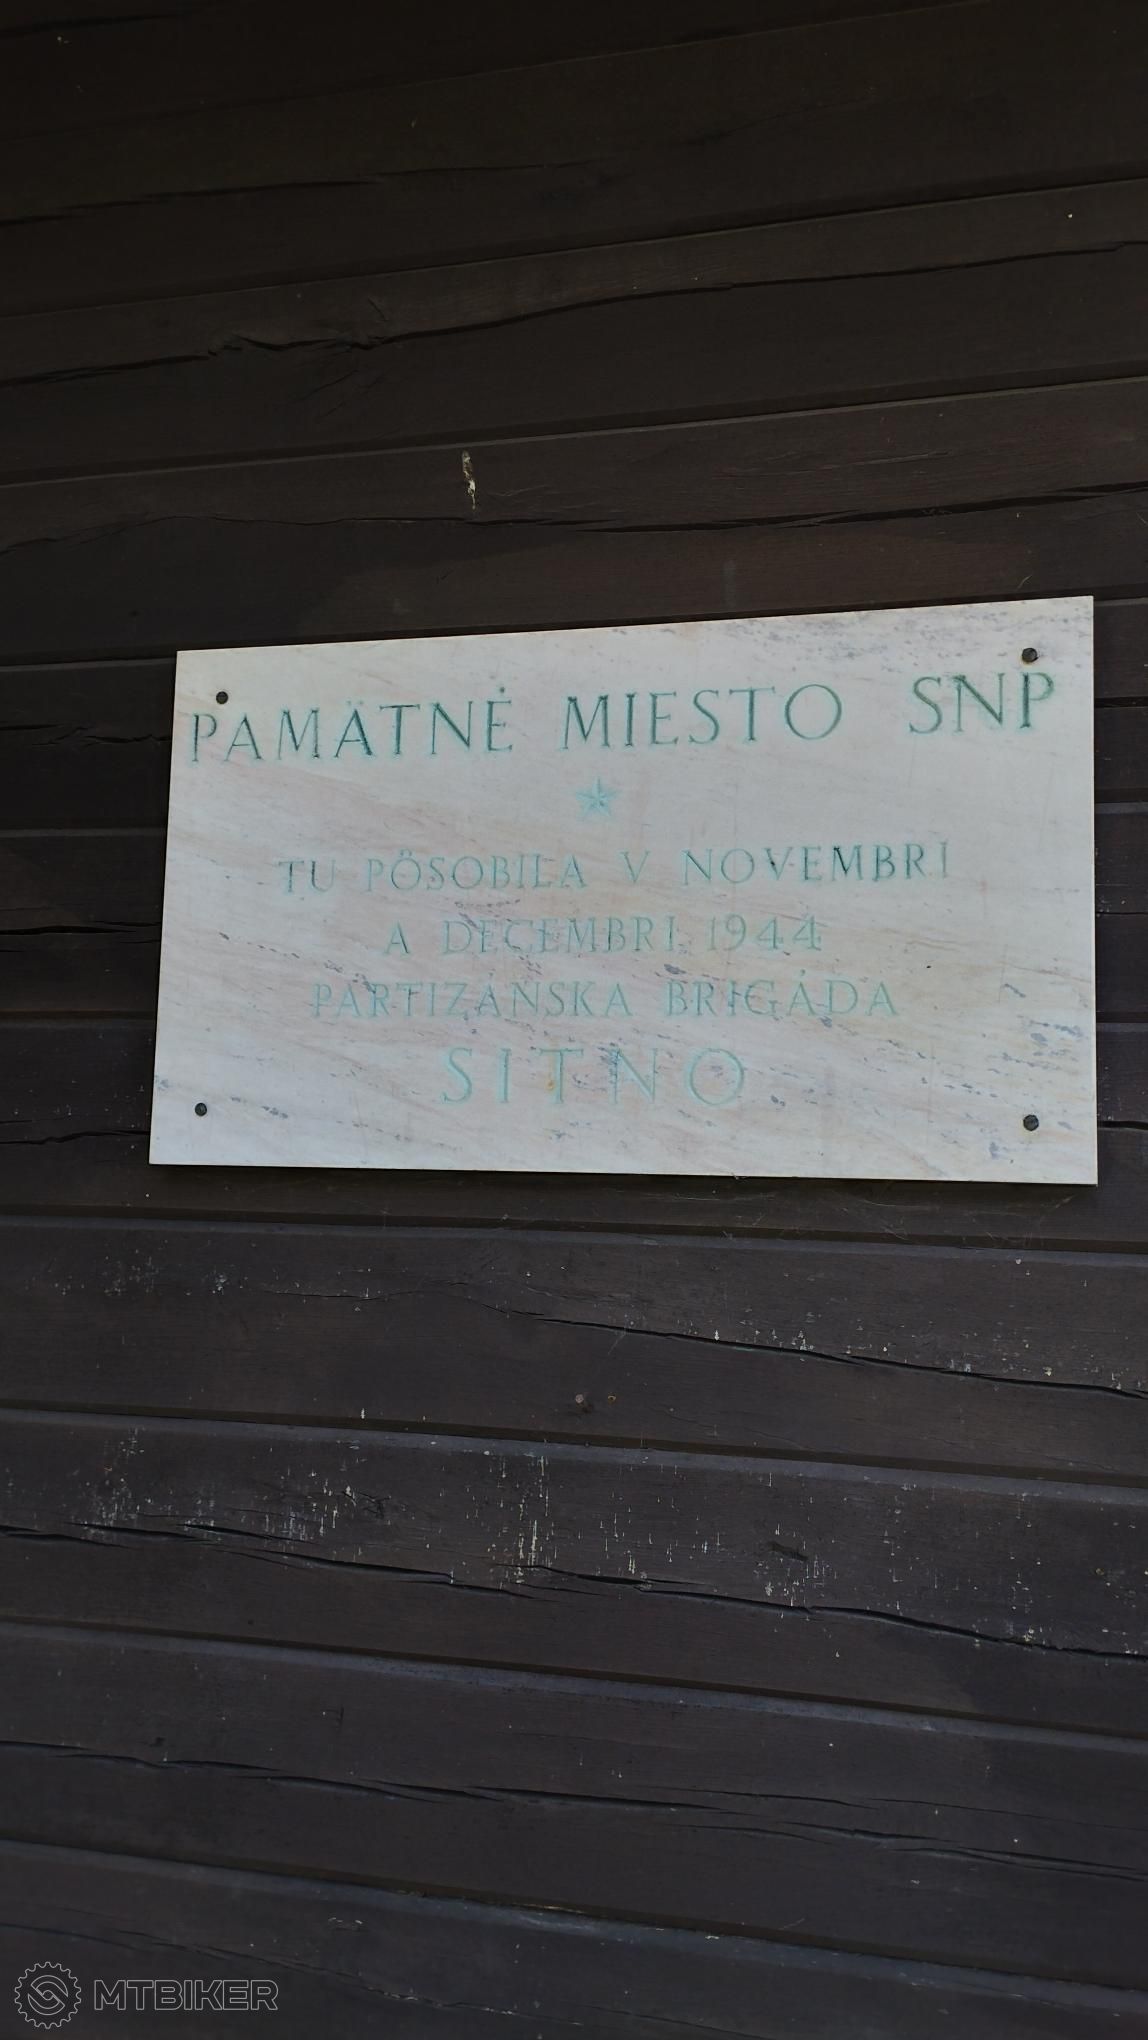 PAMÄTNÉ MIESTO SNP
TU PÔSOBILA V NOVEMBRI
A DECEMBRI 1944
PARTIZÁNSKA BRIGÁDA
SITNO
MTBIKER